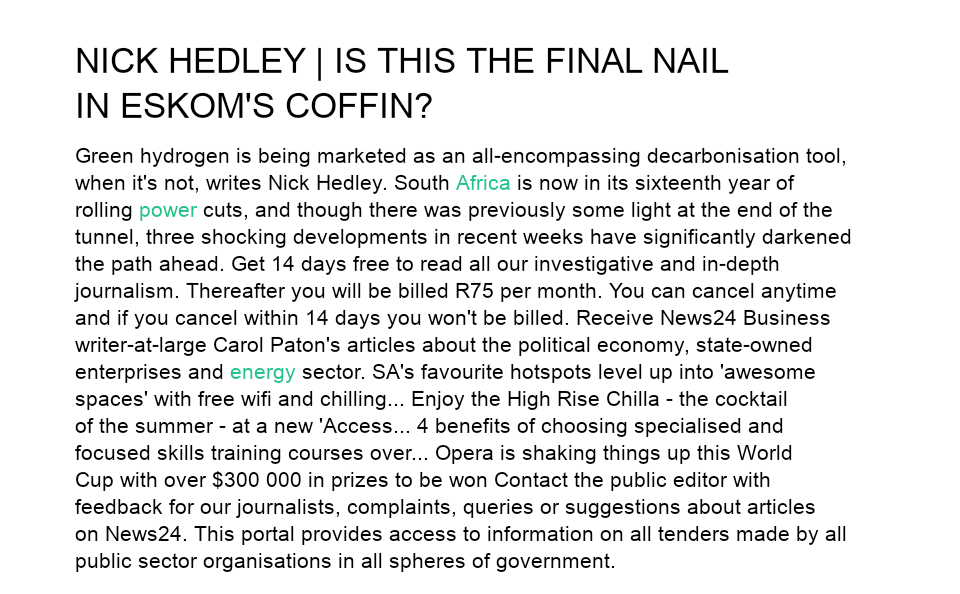 NICK HEDLEY | IS THIS THE FINAL NAIL
IN ESKOM'S COFFIN?
Green hydrogen is being marketed as an all-encompassing decarbonisation tool,
when it's not, writes Nick Hedley. South Africa is now in its sixteenth year of
rolling power cuts, and though there was previously some light at the end of the
tunnel, three shocking developments in recent weeks have significantly darkened
the path ahead. Get 14 days free to read all our investigative and in-depth
journalism. Thereafter you will be billed R75 per month. You can cancel anytime
and if you cancel within 14 days you won't be billed. Receive News24 Business
writer-at-large Carol Paton's articles about the political economy, state-owned
enterprises and energy sector. SA's favourite hotspots level up into 'awesome
spaces' with free wifi and chilling... Enjoy the High Rise Chilla - the cocktail
of the summer - at a new 'Access... 4 benefits of choosing specialised and
focused skills training courses over... Opera is shaking things up this World
Cup with over $300 000 in prizes to be won Contact the public editor with
feedback for our journalists, complaints, queries or suggestions about articles
on News24. This portal provides access to information on all tenders made by all
public sector organisations in all spheres of government.